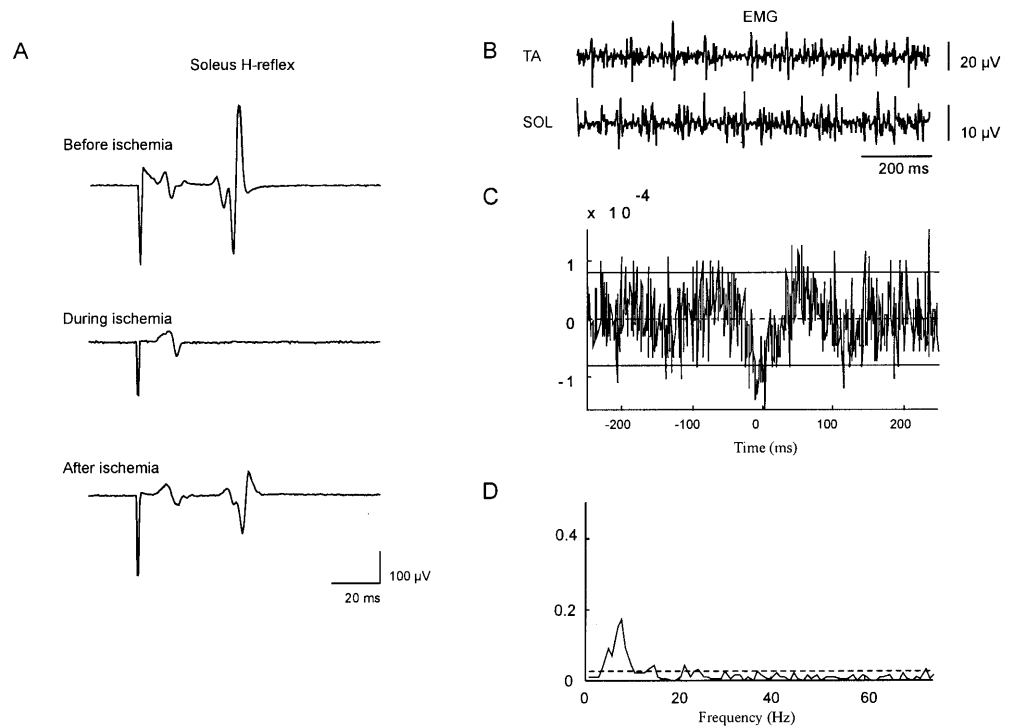 A
Soleus H-reflex
Before ischemia
During ischemia
After ischemia
100 µV
20 ms
B
EMG
TA
20 µV
SOL
10 µV
200 ms
C
x 10 -4
1
0
-1
-200 -100 0 100 200
Time (ms)
D
0.4
0.2
0
0 20 40 60
Frequency (Hz)